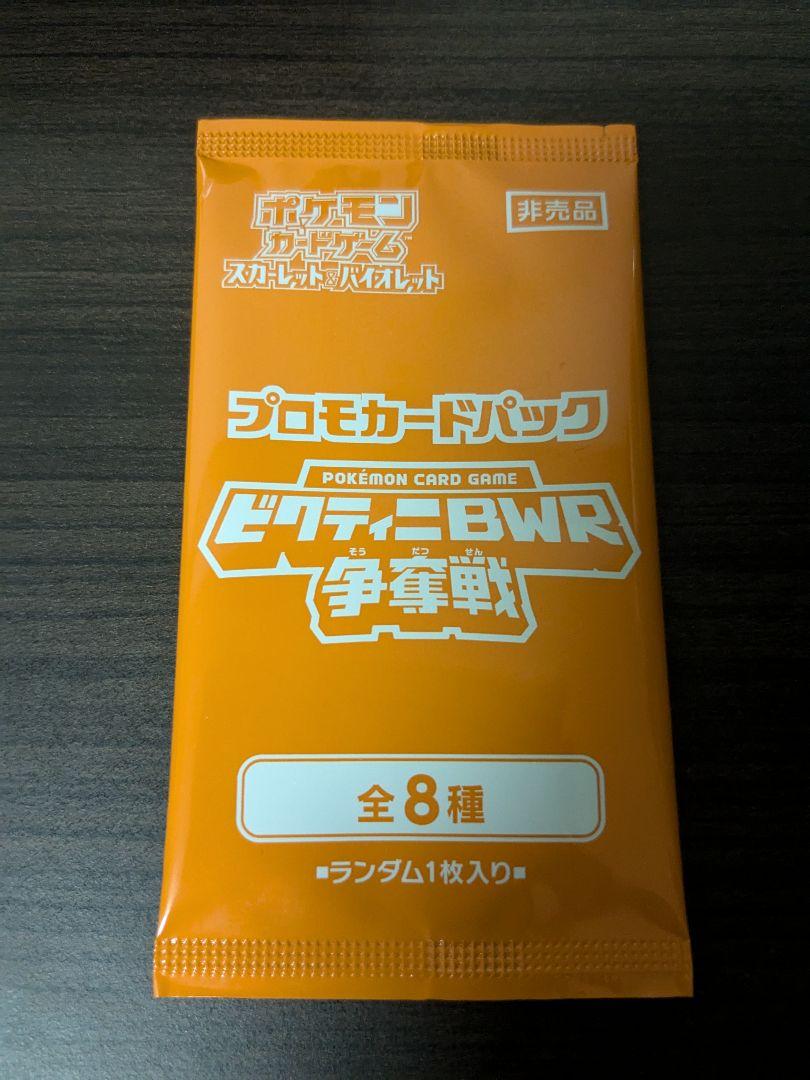 ポケモン
カードゲーム™
スカーレット&バイオレット
非売品
プロモカードパック
POKÉMON CARD GAME
ビクティニBWR
そう だつ せん
争奪戦
全8種
■ランダム1枚入り■